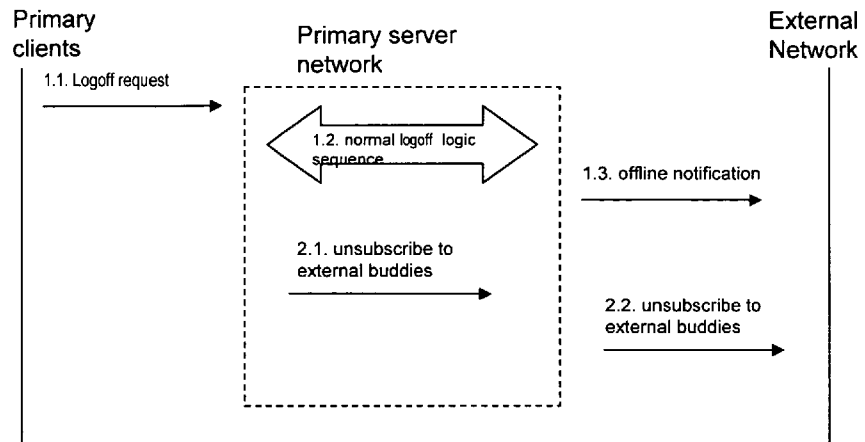 Primary
clients
Primary server
network
External
Network
1.1. Logoff request
1.2. normal logoff logic
sequence
1.3. offline notification
2.1. unsubscribe to
external buddies
2.2. unsubscribe to
external buddies